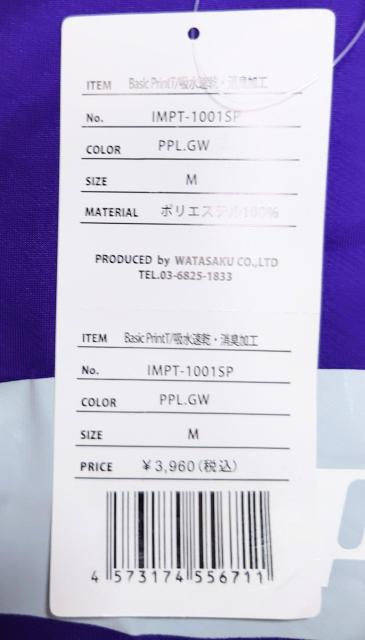 ITEM Basic PrintT/吸水速乾・消臭加工
No. IMPT-1001SP
COLOR PPL.GW
SIZE M
MATERIAL ポリエステル100%
PRODUCED by WATASAKU CO.,LTD
TEL.03-6825-1833
ITEM Basic PrintT/吸水速乾・消臭加工
No. IMPT-1001SP
COLOR PPL.GW
SIZE M
PRICE ¥3,960(税込)
4 573174 556711